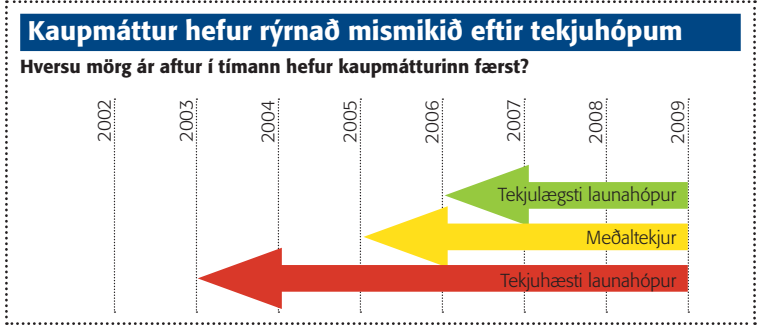 Kaupmáttur hefur rýrnað mismikið eftir tekjuhópum
Hversu mörg ár aftur í tímann hefur kaupmátturinn færst?
2002
2003
2004
2005
2006
2007
2008
2009
Tekjulægsti launahópur
Meðaltekjur
Tekjuhæsti launahópur